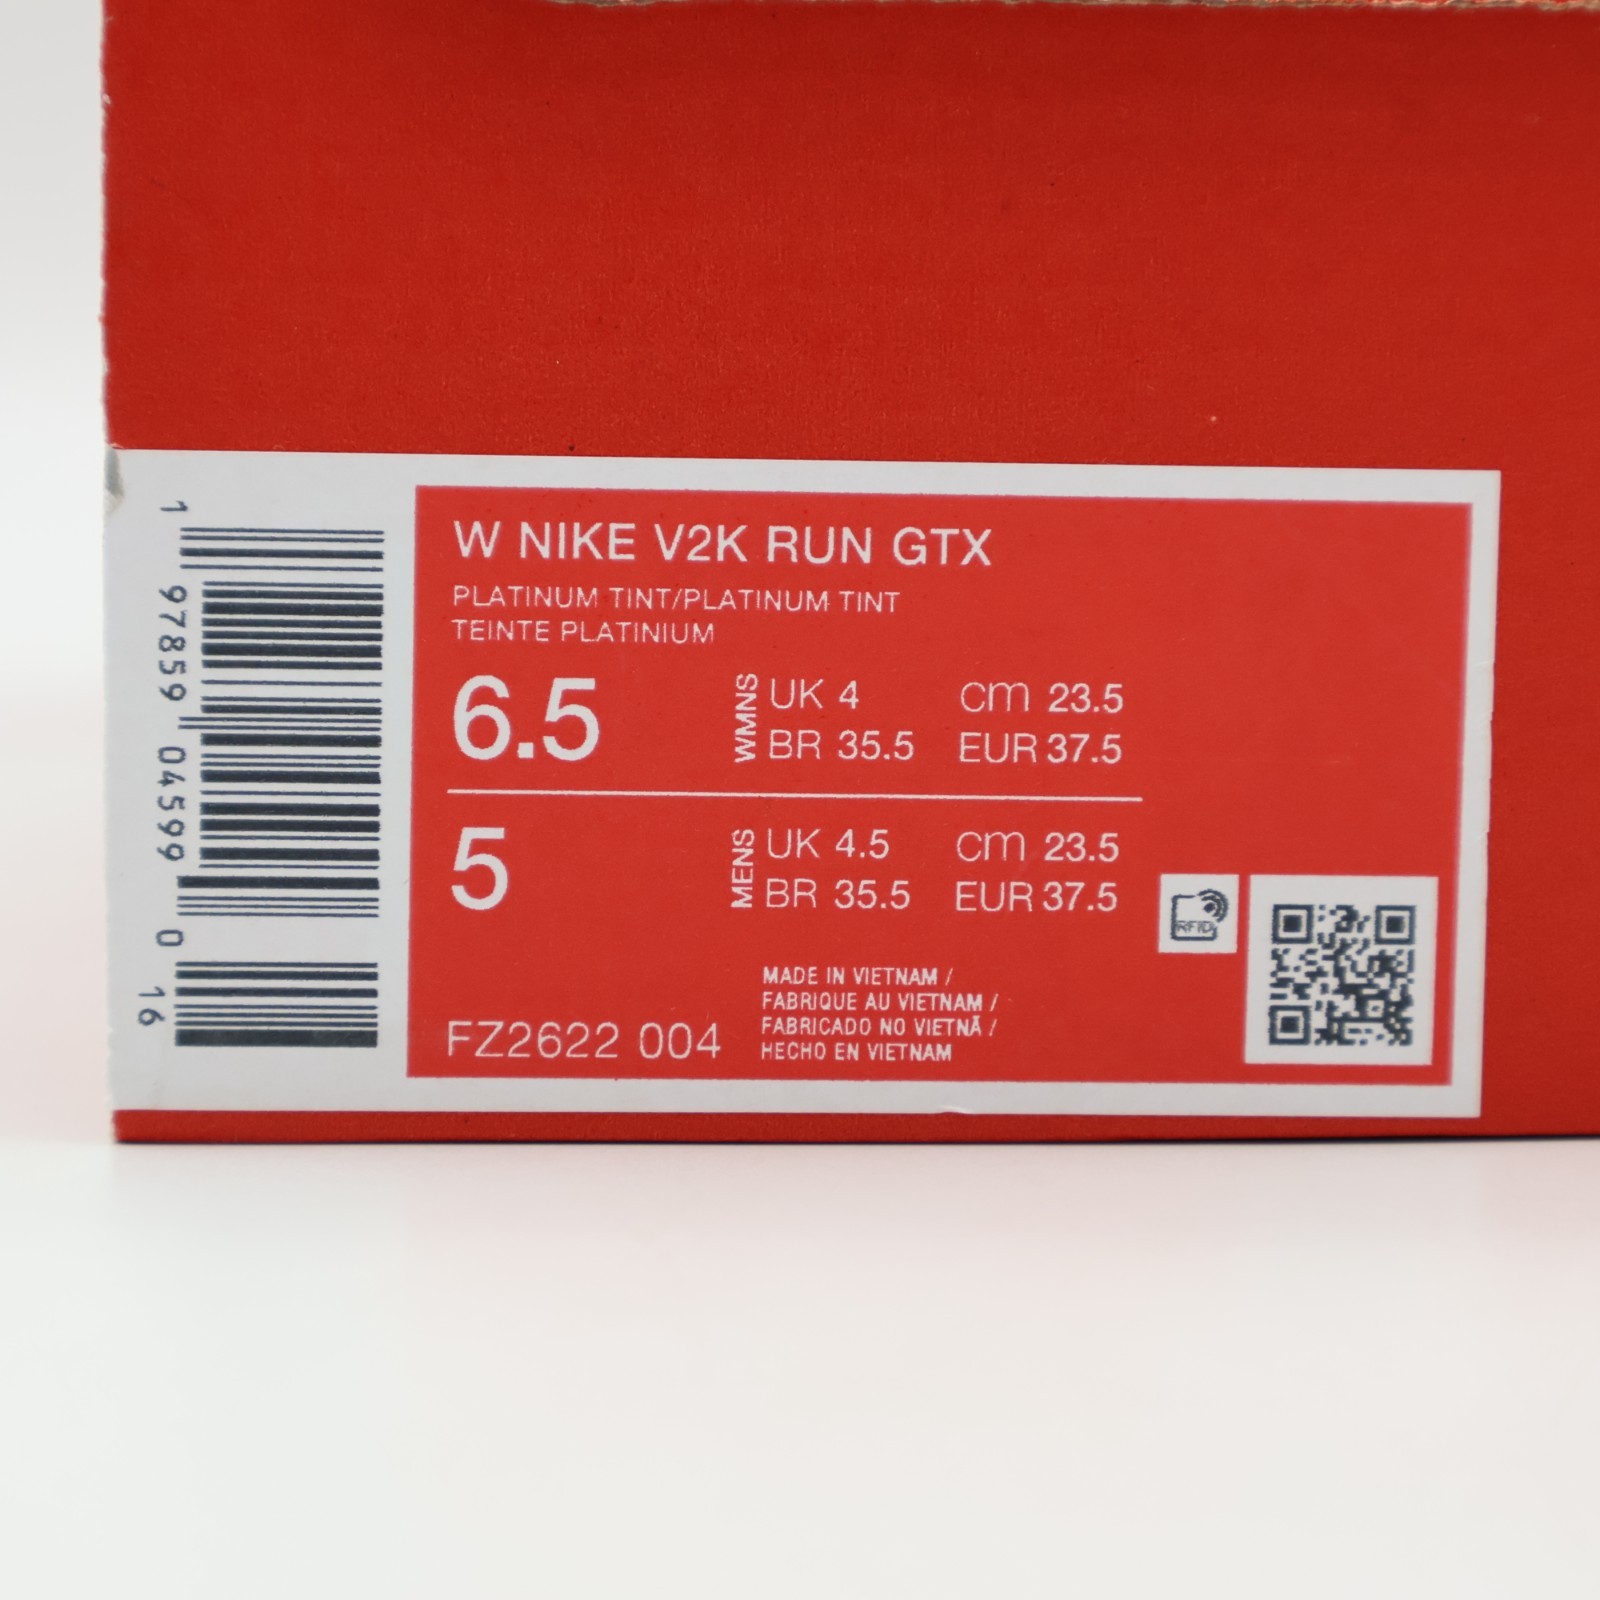 1 97859 04599 0 16
W NIKE V2K RUN GTX
PLATINUM TINT/PLATINUM TINT
TEINTE PLATINIUM
6.5
WMNS
UK 4 cm 23.5
BR 35.5 EUR 37.5
5
MENS
UK 4.5 cm 23.5
BR 35.5 EUR 37.5
RFID
FZ2622 004
MADE IN VIETNAM /
FABRIQUE AU VIETNAM /
FABRICADO NO VIETNÃ /
HECHO EN VIETNAM